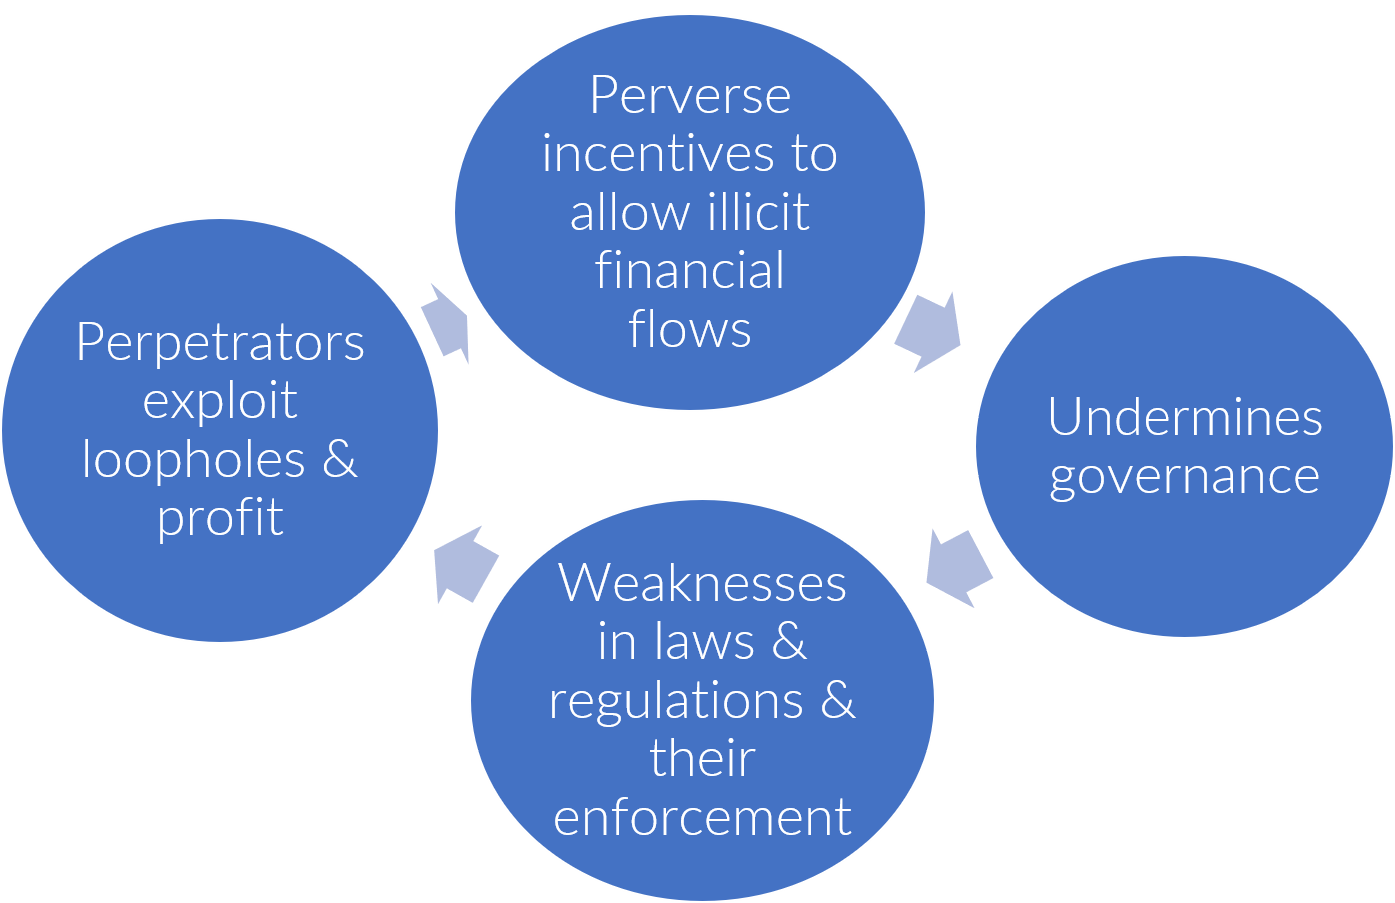 Perverse
incentives to
allow illicit
financial
flows
Undermines
governance
Weaknesses
in laws &
regulations &
their
enforcement
Perpetrators
exploit
loopholes &
profit